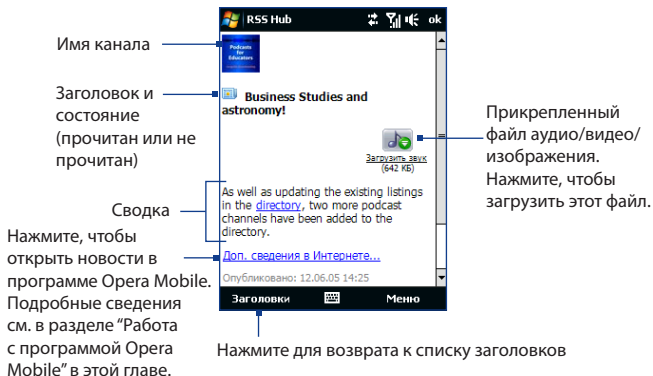 RSS Hub
ok
Имя канала
Podcasts
for
Educators
Заголовок и
состояние
(прочитан или не
прочитан)
Business Studies and
astronomy!
Загрузить звук
(642 КБ)
Прикрепленный
файл аудио/видео/
изображения.
Нажмите, чтобы
загрузить этот файл.
Сводка
As well as updating the existing listings
in the directory, two more podcast
channels have been added to the
directory.
Нажмите, чтобы
открыть новости в
программе Opera Mobile.
Подробные сведения
см. в разделе “Работа
с программой Opera
Mobile” в этой главе.
Доп. сведения в Интернете...
Опубликовано: 12.06.05 14:25
Заголовки
Меню
Нажмите для возврата к списку заголовков